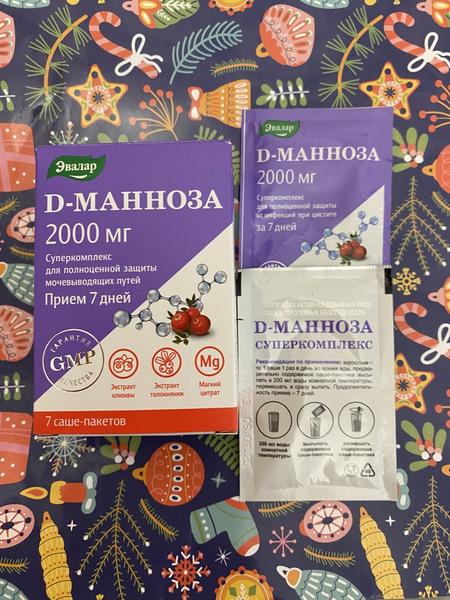 Эвалар
D-МАННОЗА
2000 мг
Суперкомплекс
для полноценной защиты
мочевыводящих путей
Приём 7 дней
ГАРАНТИЯ
GMP
КАЧЕСТВА
Экстракт
клюквы
Экстракт
толокнянки
Mg
Магний
цитрат
7 саше-пакетов
Эвалар
D-МАННОЗА
2000 мг
Суперкомплекс
для полноценной защиты
от инфекций при цистите
за 7 дней
D-МАННОЗА
СУПЕРКОМПЛЕКС
Рекомендации по применению: взрослым –
по 1 саше 1 раз в день во время еды, предва-
рительно содержимое саше-пакета высы-
пать в 200 мл воды комнатной температуры,
перемешать и сразу выпить. Продолжитель-
ность приема – 7 дней.
200 мл воды
комнатной
температуры
высыпать
содержимое
саше-пакета
размешать
содержимое
саше-пакета